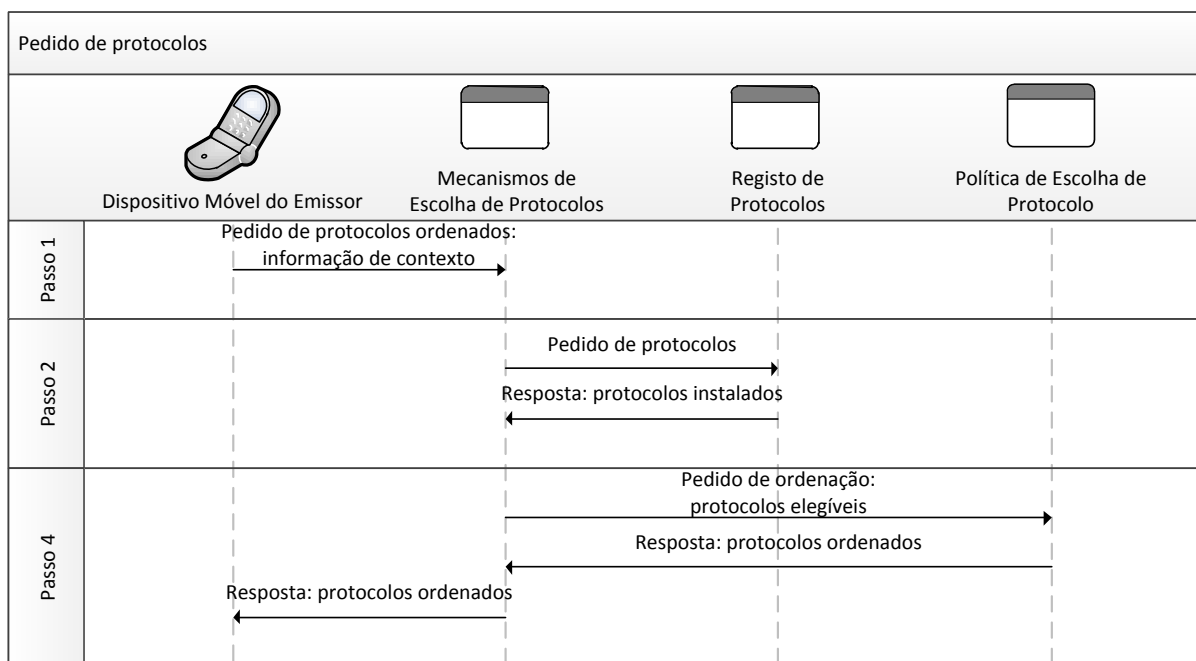 Pedido de protocolos
Dispositivo Móvel do Emissor
Mecanismos de
Escolha de Protocolos
Registo de
Protocolos
Política de Escolha de
Protocolo
Passo 1
Pedido de protocolos ordenados:
informação de contexto
Passo 2
Pedido de protocolos
Resposta: protocolos instalados
Passo 4
Pedido de ordenação:
protocolos elegíveis
Resposta: protocolos ordenados
Resposta: protocolos ordenados